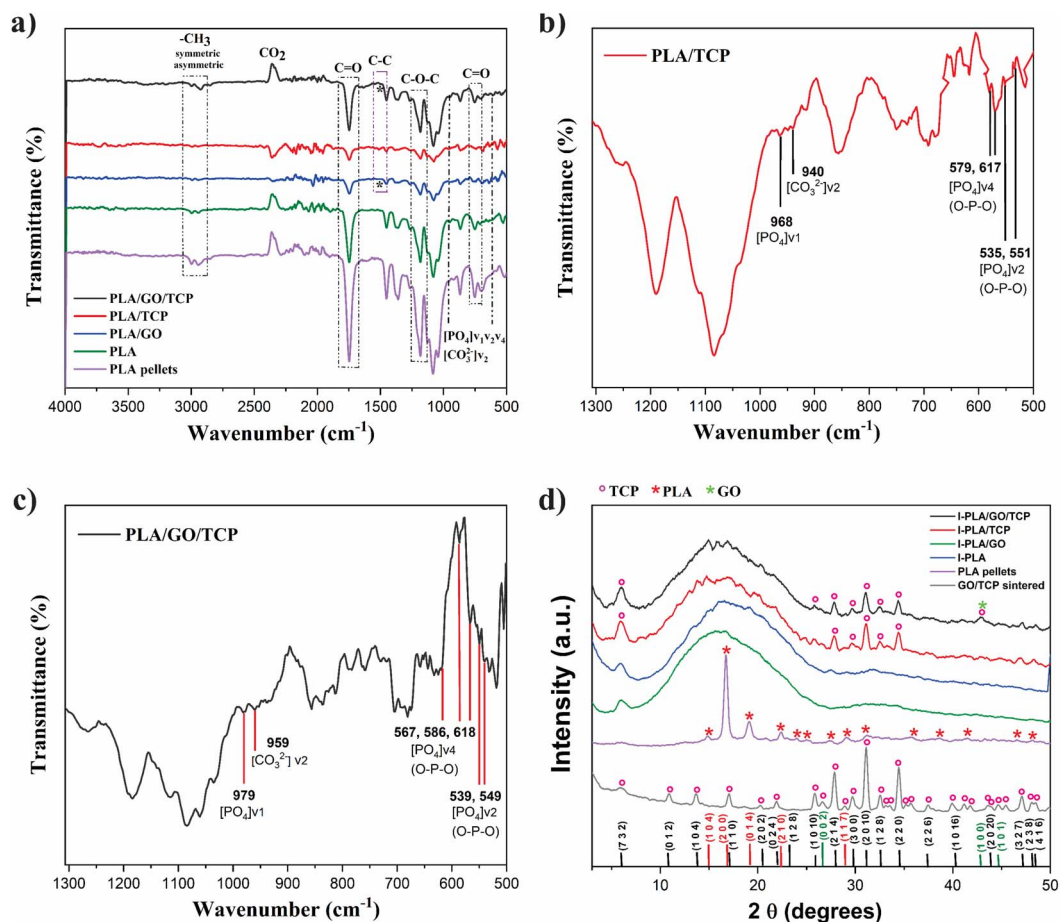 a)
-CH3
symmetric
asymmetric
CO2
C=O
C-C
*
*
C-O-C
C=O
PLA/GO/TCP
PLA/TCP
PLA/GO
PLA
PLA pellets
[PO4]v1v2v4
[CO3^2-]v2
Transmittance (%)
4000 3500 3000 2500 2000 1500 1000 500
Wavenumber (cm-1)
b)
PLA/TCP
940
[CO3^2-]v2
968
[PO4]v1
579, 617
[PO4]v4
(O-P-O)
535, 551
[PO4]v2
(O-P-O)
Transmittance (%)
1300 1200 1100 1000 900 800 700 600 500
Wavenumber (cm-1)
c)
PLA/GO/TCP
959
[CO3^2-] v2
979
[PO4]v1
567, 586, 618
[PO4]v4
(O-P-O)
539, 549
[PO4]v2
(O-P-O)
Transmittance (%)
1300 1200 1100 1000 900 800 700 600 500
Wavenumber (cm-1)
d)
TCP * PLA * GO
I-PLA/GO/TCP
I-PLA/TCP
I-PLA/GO
I-PLA
PLA pellets
GO/TCP sintered
Intensity (a.u.)
(7 3 2)
(0 1 2)
(1 0 4)
(1 0 4)
(2 0 0)
(1 1 0)
(0 1 4)
(2 0 2)
(0 2 4)
(2 1 0)
(1 2 8)
(1 0 10)
(0 0 2)
(2 1 4)
(1 1 7)
(3 0 0)
(2 0 10)
(1 2 8)
(2 2 0)
(2 2 6)
(1 0 16)
(1 0 0)
(2 0 20)
(1 0 1)
(3 2 7)
(2 3 8)
(4 1 6)
10 20 30 40 50
2 θ (degrees)